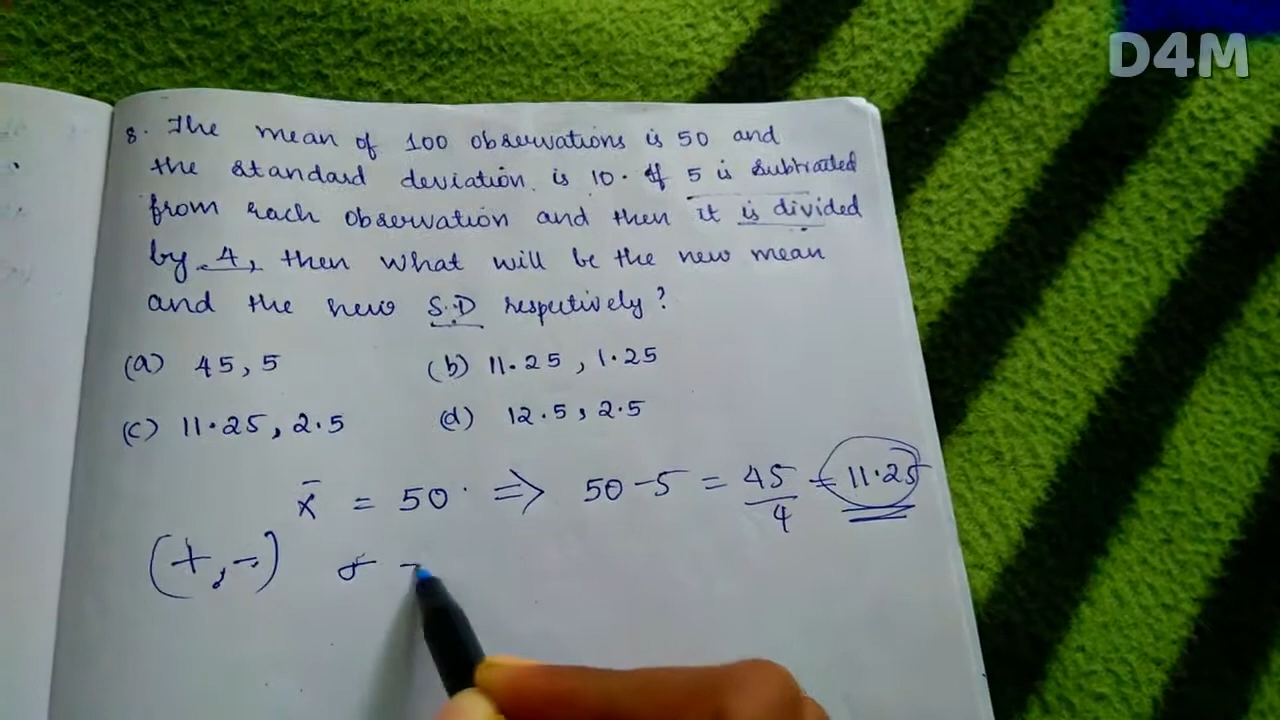 D4M
8. The mean of 100 observations is 50 and
the standard deviation is 10. If 5 is subtracted
from each observation and then it is divided
by 4, then what will be the new mean
and the new S.D respetively?
(a) 45, 5 (b) 11.25, 1.25
(c) 11.25, 2.5 (d) 12.5, 2.5
x̄ = 50 ⇒ 50 - 5 = 45/4 = 11.25
(+, -) σ -